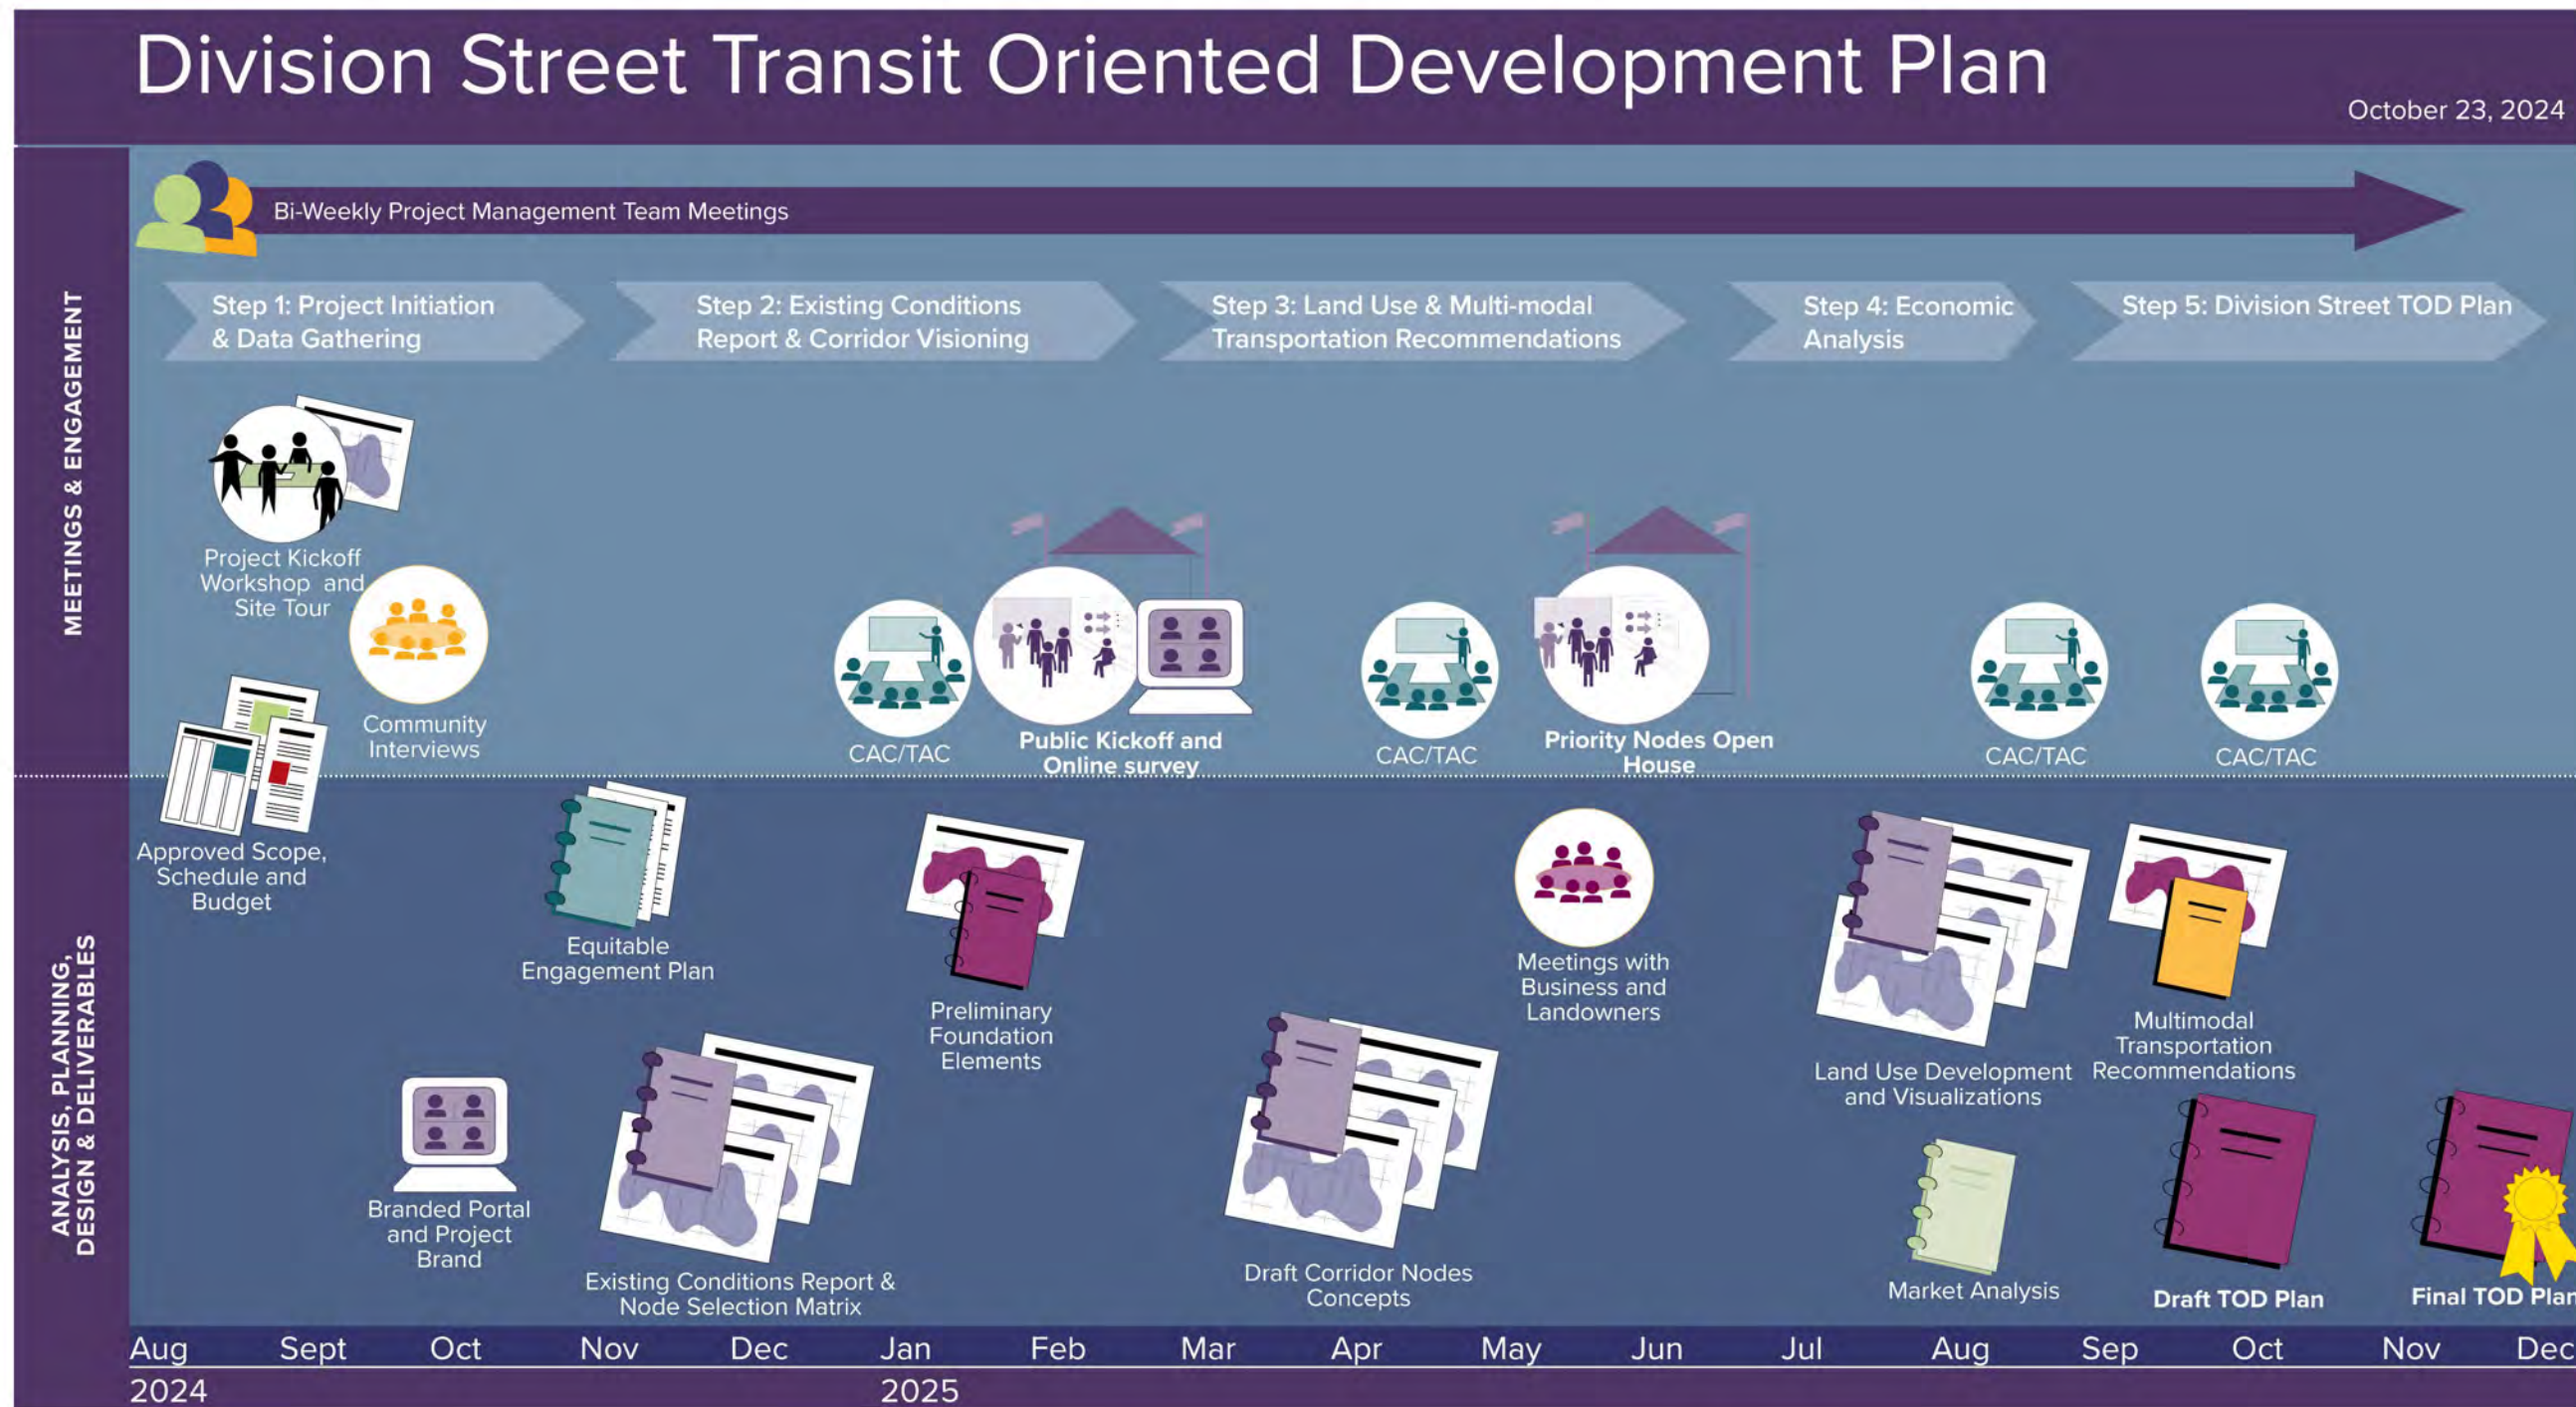 Division Street Transit Oriented Development Plan
October 23, 2024
MEETINGS & ENGAGEMENT
Bi-Weekly Project Management Team Meetings
Step 1: Project Initiation
& Data Gathering
Step 2: Existing Conditions
Report & Corridor Visioning
Step 3: Land Use & Multi-modal
Transportation Recommendations
Step 4: Economic
Analysis
Step 5: Division Street TOD Plan
Project Kickoff
Workshop and
Site Tour
Community
Interviews
CAC/TAC
Public Kickoff and
Online survey
CAC/TAC
Priority Nodes Open
House
CAC/TAC
CAC/TAC
ANALYSIS, PLANNING,
DESIGN & DELIVERABLES
Approved Scope,
Schedule and
Budget
Equitable
Engagement Plan
Preliminary
Foundation
Elements
Meetings with
Business and
Landowners
Land Use Development
and Visualizations
Multimodal
Transportation
Recommendations
Branded Portal
and Project
Brand
Existing Conditions Report &
Node Selection Matrix
Draft Corridor Nodes
Concepts
Market Analysis
Draft TOD Plan
Final TOD Plan
Aug Sept Oct Nov Dec Jan Feb Mar Apr May Jun Jul Aug Sep Oct Nov Dec
2024 2025